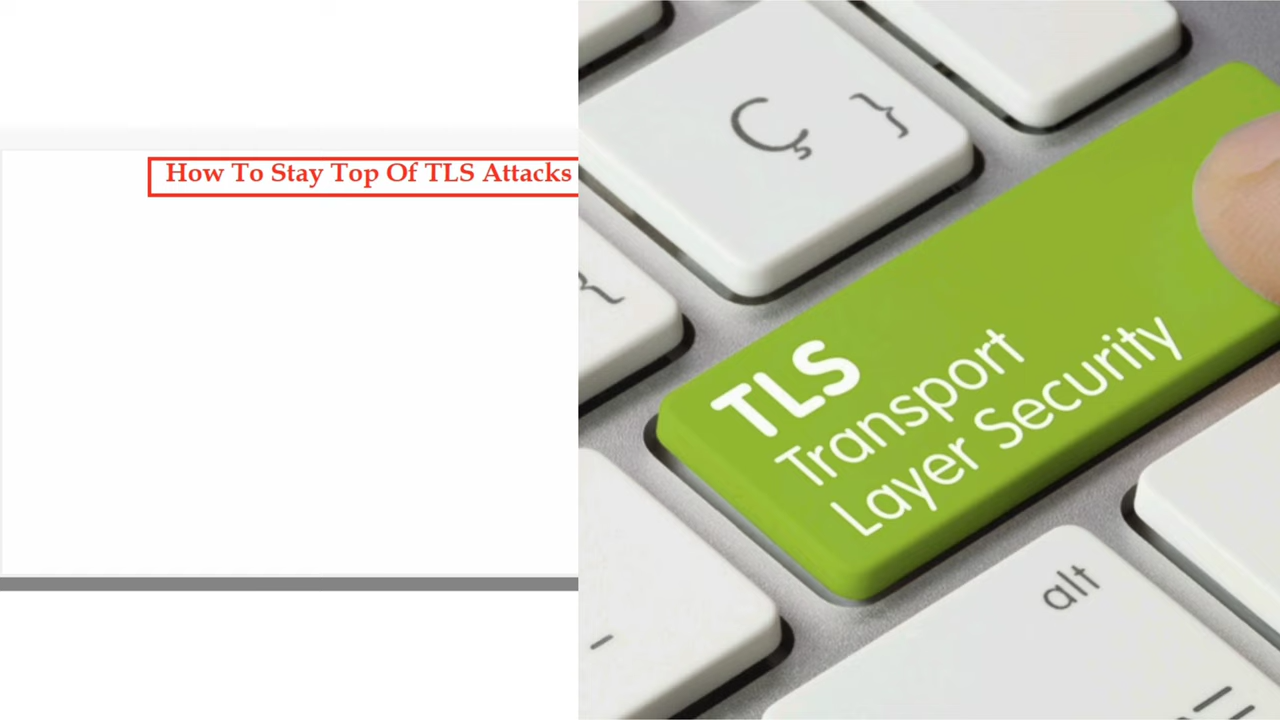 How To Stay Top Of TLS Attacks
Ç }
{
TLS
Transport
Layer Security
alt
-
=